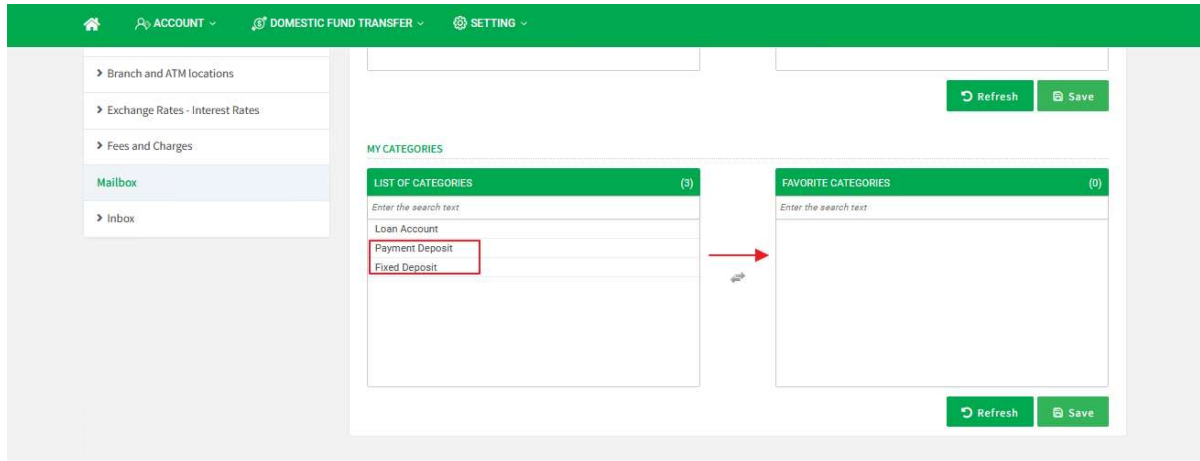 ACCOUNT DOMESTIC FUND TRANSFER SETTING
Branch and ATM locations
Exchange Rates - Interest Rates
Fees and Charges
Mailbox
Inbox
Refresh Save
MY CATEGORIES
LIST OF CATEGORIES (3)
Enter the search text
Loan Account
Payment Deposit
Fixed Deposit
FAVORITE CATEGORIES (0)
Enter the search text
Refresh Save